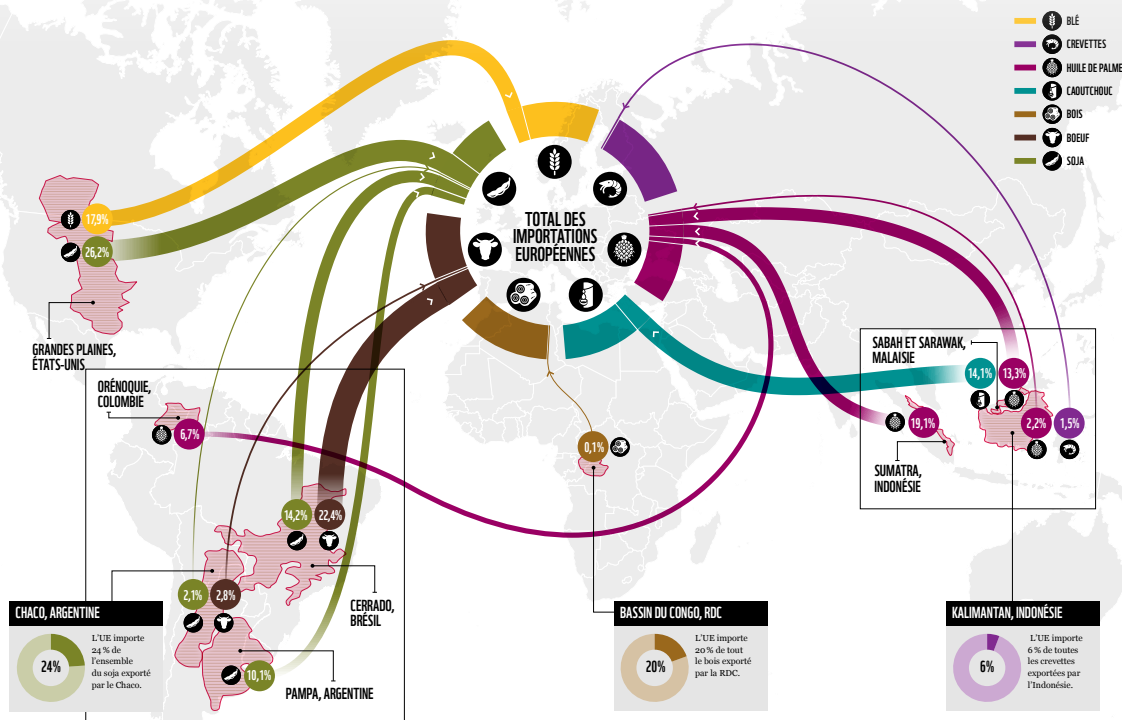 BLÉ
CREVETTES
HUILE DE PALME
CAOUTCHOUC
BOIS
BOEUF
SOJA
TOTAL DES
IMPORTATIONS
EUROPÉENNES
17,9%
26,2%
GRANDES PLAINES,
ÉTATS-UNIS
ORÉNOQUIE,
COLOMBIE
6,7%
SABAH ET SARAWAK,
MALAISIE
14,1%
13,3%
19,1%
2,2%
1,5%
SUMATRA,
INDONÉSIE
0,1%
14,2%
22,4%
2,1%
2,8%
CERRADO,
BRÉSIL
10,1%
PAMPA, ARGENTINE
CHACO, ARGENTINE
24%
L'UE importe
24 % de
l'ensemble
du soja exporté
par le Chaco.
BASSIN DU CONGO, RDC
20%
L'UE importe
20 % de tout
le bois exporté
par la RDC.
KALIMANTAN, INDONÉSIE
6%
L'UE importe
6 % de toutes
les crevettes
exportées par
l'Indonésie.